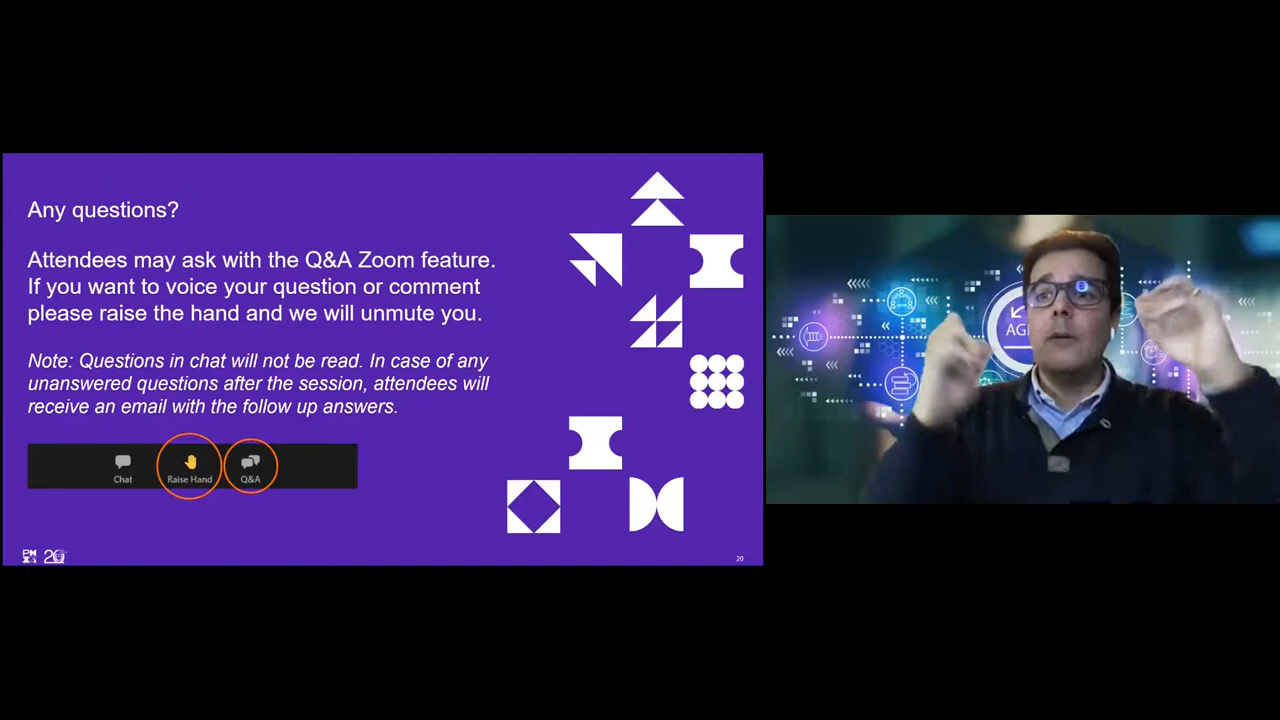 Any questions?
Attendees may ask with the Q&A Zoom feature.
If you want to voice your question or comment
please raise the hand and we will unmute you.
Note: Questions in chat will not be read. In case of any
unanswered questions after the session, attendees will
receive an email with the follow up answers.
Chat
Raise Hand
Q&A
20
20
AGI